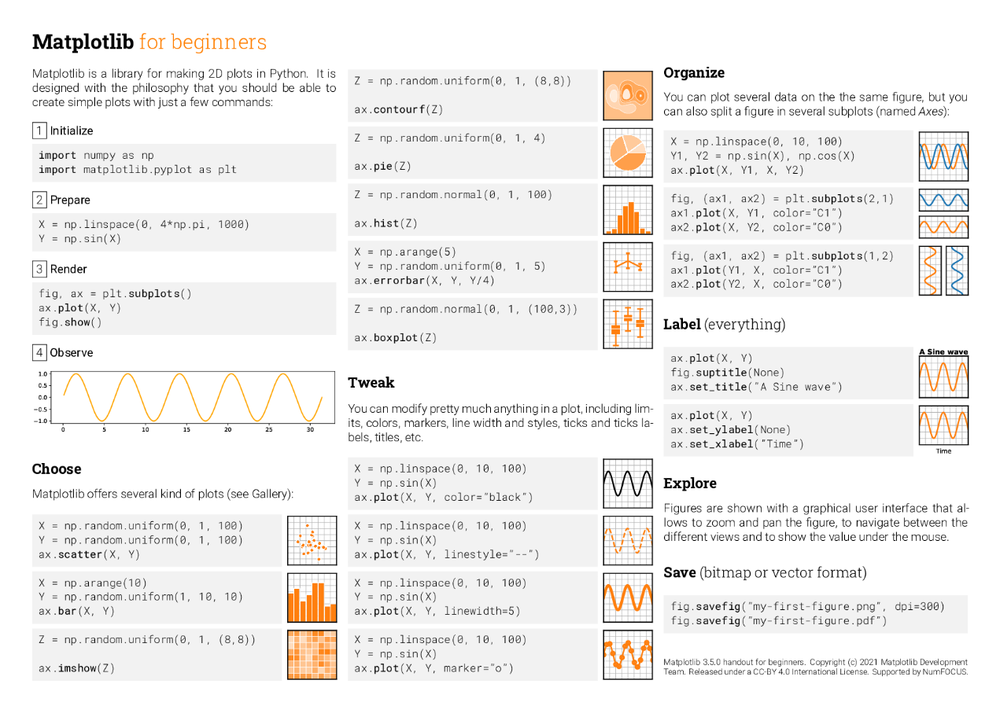 Matplotlib for beginners
Matplotlib is a library for making 2D plots in Python. It is
designed with the philosophy that you should be able to
create simple plots with just a few commands:
1 Initialize
import numpy as np
import matplotlib.pyplot as plt
2 Prepare
X = np.linspace(0, 4*np.pi, 1000)
Y = np.sin(X)
3 Render
fig, ax = plt.subplots()
ax.plot(X, Y)
fig.show()
4 Observe
1.0
0.5
0.0
−0.5
−1.0
0 5 10 15 20 25 30
Choose
Matplotlib offers several kind of plots (see Gallery):
X = np.random.uniform(0, 1, 100)
Y = np.random.uniform(0, 1, 100)
ax.scatter(X, Y)
X = np.arange(10)
Y = np.random.uniform(1, 10, 10)
ax.bar(X, Y)
Z = np.random.uniform(0, 1, (8,8))
ax.imshow(Z)
Z = np.random.uniform(0, 1, (8,8))
ax.contourf(Z)
Z = np.random.uniform(0, 1, 4)
ax.pie(Z)
Z = np.random.normal(0, 1, 100)
ax.hist(Z)
X = np.arange(5)
Y = np.random.uniform(0, 1, 5)
ax.errorbar(X, Y, Y/4)
Z = np.random.normal(0, 1, (100,3))
ax.boxplot(Z)
Tweak
You can modify pretty much anything in a plot, including lim-
its, colors, markers, line width and styles, ticks and ticks la-
bels, titles, etc.
X = np.linspace(0, 10, 100)
Y = np.sin(X)
ax.plot(X, Y, color="black")
X = np.linspace(0, 10, 100)
Y = np.sin(X)
ax.plot(X, Y, linestyle="--")
X = np.linspace(0, 10, 100)
Y = np.sin(X)
ax.plot(X, Y, linewidth=5)
X = np.linspace(0, 10, 100)
Y = np.sin(X)
ax.plot(X, Y, marker="o")
Organize
You can plot several data on the the same figure, but you
can also split a figure in several subplots (named Axes):
X = np.linspace(0, 10, 100)
Y1, Y2 = np.sin(X), np.cos(X)
ax.plot(X, Y1, X, Y2)
fig, (ax1, ax2) = plt.subplots(2,1)
ax1.plot(X, Y1, color="C1")
ax2.plot(X, Y2, color="C0")
fig, (ax1, ax2) = plt.subplots(1,2)
ax1.plot(Y1, X, color="C1")
ax2.plot(Y2, X, color="C0")
Label (everything)
ax.plot(X, Y)
fig.suptitle(None)
ax.set_title("A Sine wave")
A Sine wave
ax.plot(X, Y)
ax.set_ylabel(None)
ax.set_xlabel("Time")
Time
Explore
Figures are shown with a graphical user interface that al-
lows to zoom and pan the figure, to navigate between the
different views and to show the value under the mouse.
Save (bitmap or vector format)
fig.savefig("my-first-figure.png", dpi=300)
fig.savefig("my-first-figure.pdf")
Matplotlib 3.5.0 handout for beginners. Copyright (c) 2021 Matplotlib Development
Team. Released under a CC-BY 4.0 International License. Supported by NumFOCUS.